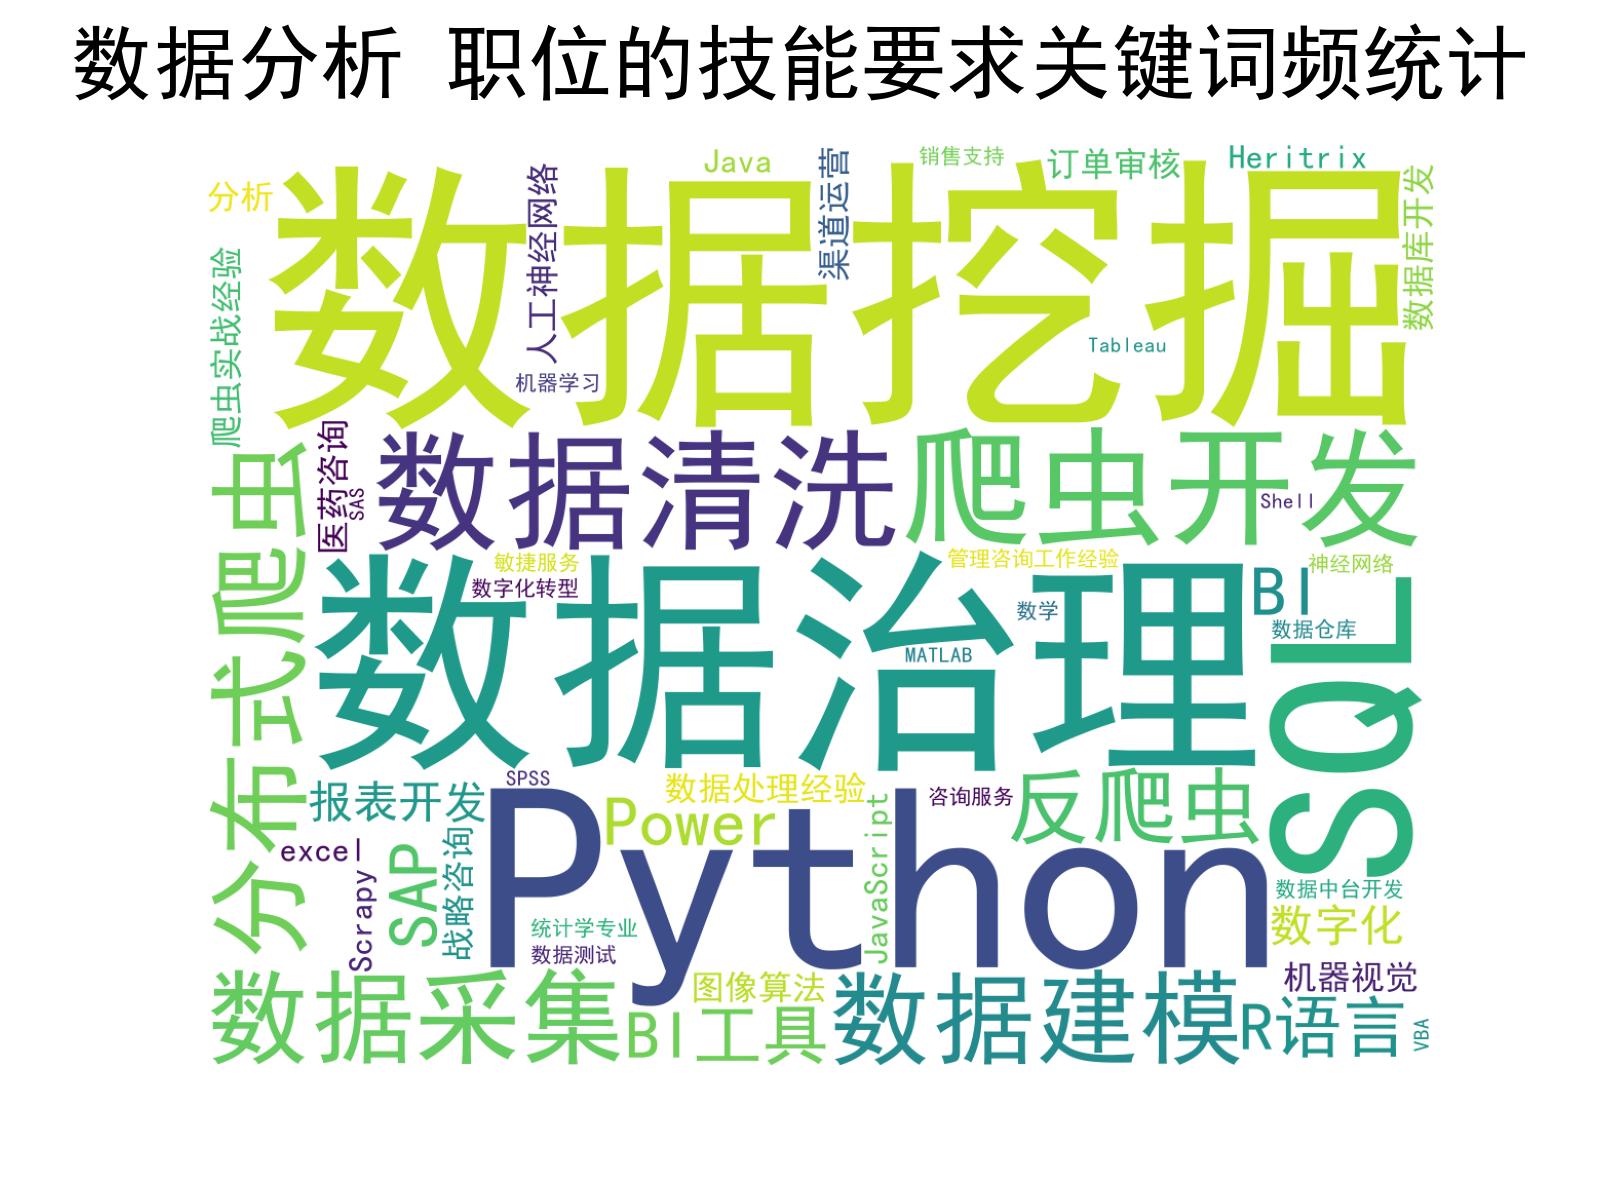 数据分析 职位的技能要求关键词频统计
Java
渠道运营
销售支持
订单审核
Heritrix
分析
数据挖掘
人工神经网络
数据库开发
爬虫实战经验
Tableau
机器学习
医药咨询
SAS
数据清洗
爬虫开发
Shell
分布式爬虫
敏捷服务
数字化转型
管理咨询工作经验
神经网络
BI
数据治理
数学
数据仓库
MATLAB
SQL
SPSS
报表开发
数据处理经验
Power
咨询服务
反爬虫
excel
Scrapy
SAP
战略咨询
Python
JavaScript
统计学专业
数据测试
数据中台开发
数字化
机器视觉
数据采集
图像算法
BI工具
数据建模
R语言
VBA